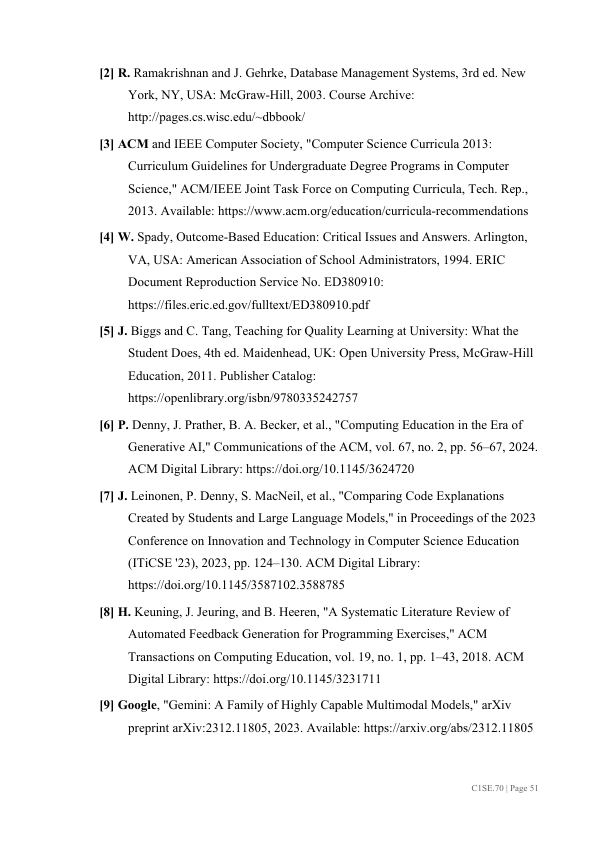 [2] R. Ramakrishnan and J. Gehrke, Database Management Systems, 3rd ed. New
York, NY, USA: McGraw-Hill, 2003. Course Archive:
http://pages.cs.wisc.edu/~dbbook/
[3] ACM and IEEE Computer Society, "Computer Science Curricula 2013:
Curriculum Guidelines for Undergraduate Degree Programs in Computer
Science," ACM/IEEE Joint Task Force on Computing Curricula, Tech. Rep.,
2013. Available: https://www.acm.org/education/curricula-recommendations
[4] W. Spady, Outcome-Based Education: Critical Issues and Answers. Arlington,
VA, USA: American Association of School Administrators, 1994. ERIC
Document Reproduction Service No. ED380910:
https://files.eric.ed.gov/fulltext/ED380910.pdf
[5] J. Biggs and C. Tang, Teaching for Quality Learning at University: What the
Student Does, 4th ed. Maidenhead, UK: Open University Press, McGraw-Hill
Education, 2011. Publisher Catalog:
https://openlibrary.org/isbn/9780335242757
[6] P. Denny, J. Prather, B. A. Becker, et al., "Computing Education in the Era of
Generative AI," Communications of the ACM, vol. 67, no. 2, pp. 56–67, 2024.
ACM Digital Library: https://doi.org/10.1145/3624720
[7] J. Leinonen, P. Denny, S. MacNeil, et al., "Comparing Code Explanations
Created by Students and Large Language Models," in Proceedings of the 2023
Conference on Innovation and Technology in Computer Science Education
(ITiCSE '23), 2023, pp. 124–130. ACM Digital Library:
https://doi.org/10.1145/3587102.3588785
[8] H. Keuning, J. Jeuring, and B. Heeren, "A Systematic Literature Review of
Automated Feedback Generation for Programming Exercises," ACM
Transactions on Computing Education, vol. 19, no. 1, pp. 1–43, 2018. ACM
Digital Library: https://doi.org/10.1145/3231711
[9] Google, "Gemini: A Family of Highly Capable Multimodal Models," arXiv
preprint arXiv:2312.11805, 2023. Available: https://arxiv.org/abs/2312.11805
C1SE.70 | Page 51